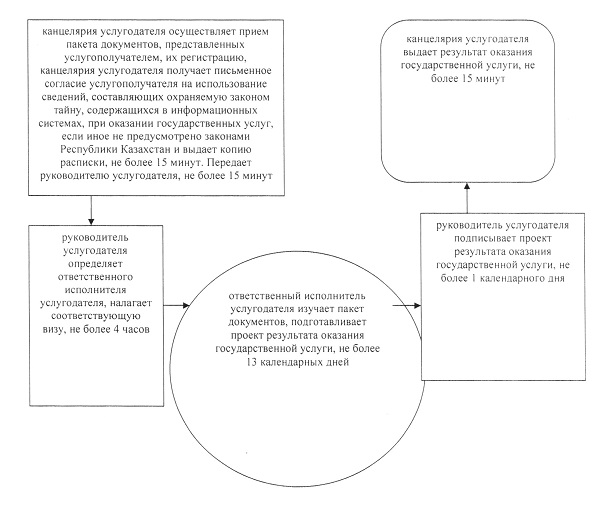 канцелярия услугодателя осуществляет прием
пакета документов, представленных
услугополучателем, их регистрацию,
канцелярия услугодателя получает письменное
согласие услугополучателя на использование
сведений, составляющих охраняемую законом
тайну, содержащихся в информационных
системах, при оказании государственных услуг,
если иное не предусмотрено законами
Республики Казахстан и выдает копию
расписки, не более 15 минут. Передает
руководителю услугодателя, не более 15 минут
руководитель
услугодателя
определяет
ответственного
исполнителя
услугодателя, налагает
соответствующую
визу, не более 4 часов
ответственный исполнитель
услугодателя изучает пакет
документов, подготавливает
проект результата оказания
государственной услуги, не более
13 календарных дней
руководитель услугодателя
подписывает проект
результата оказания
государственной услуги, не
более 1 календарного дня
канцелярия услугодателя
выдает результат оказания
государственной услуги, не
более 15 минут